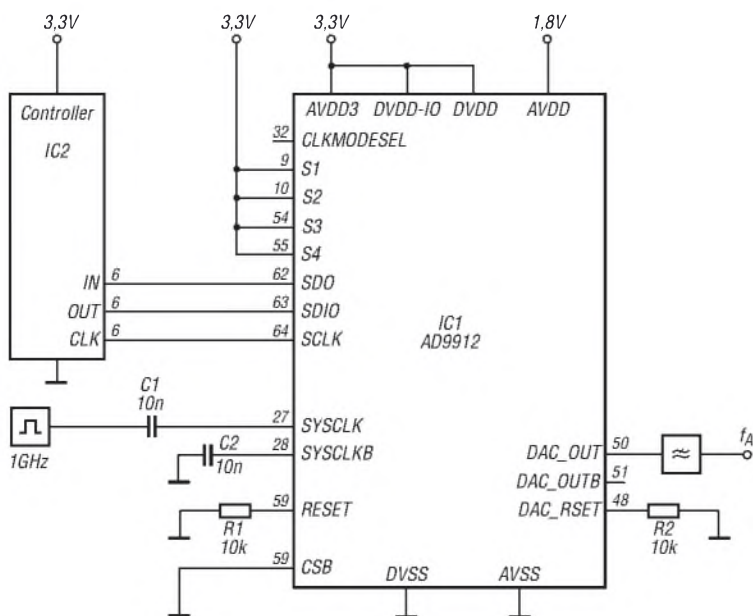 3,3V 3,3V 3,3V 1,8V
Controller
IC2
AVDD3 DVDD-IO DVDD AVDD
32 CLKMODESEL
9 S1
10 S2
54 S3
55 S4
IN 6 62 SDO
OUT 6 63 SDIO
CLK 6 64 SCLK
IC1
AD9912
C1
10n
27 SYSCLK
1GHz
C2
10n
28 SYSCLKB
DAC_OUT 50 fA
DAC_OUTB 51
DAC_RSET 48
59 RESET
R1
10k
R2
10k
59 CSB
DVSS AVSS